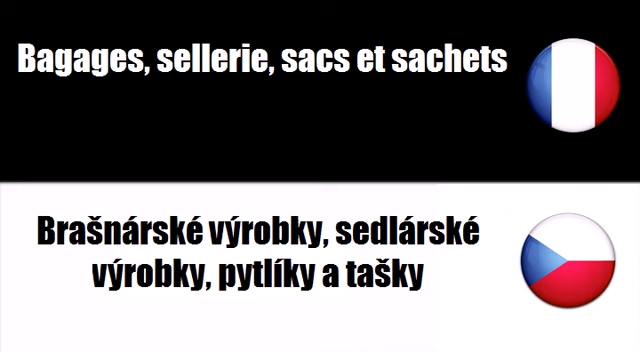 Bagages, sellerie, sacs et sachets
Brašnárské výrobky, sedlárské
výrobky, pytlíky a tašky